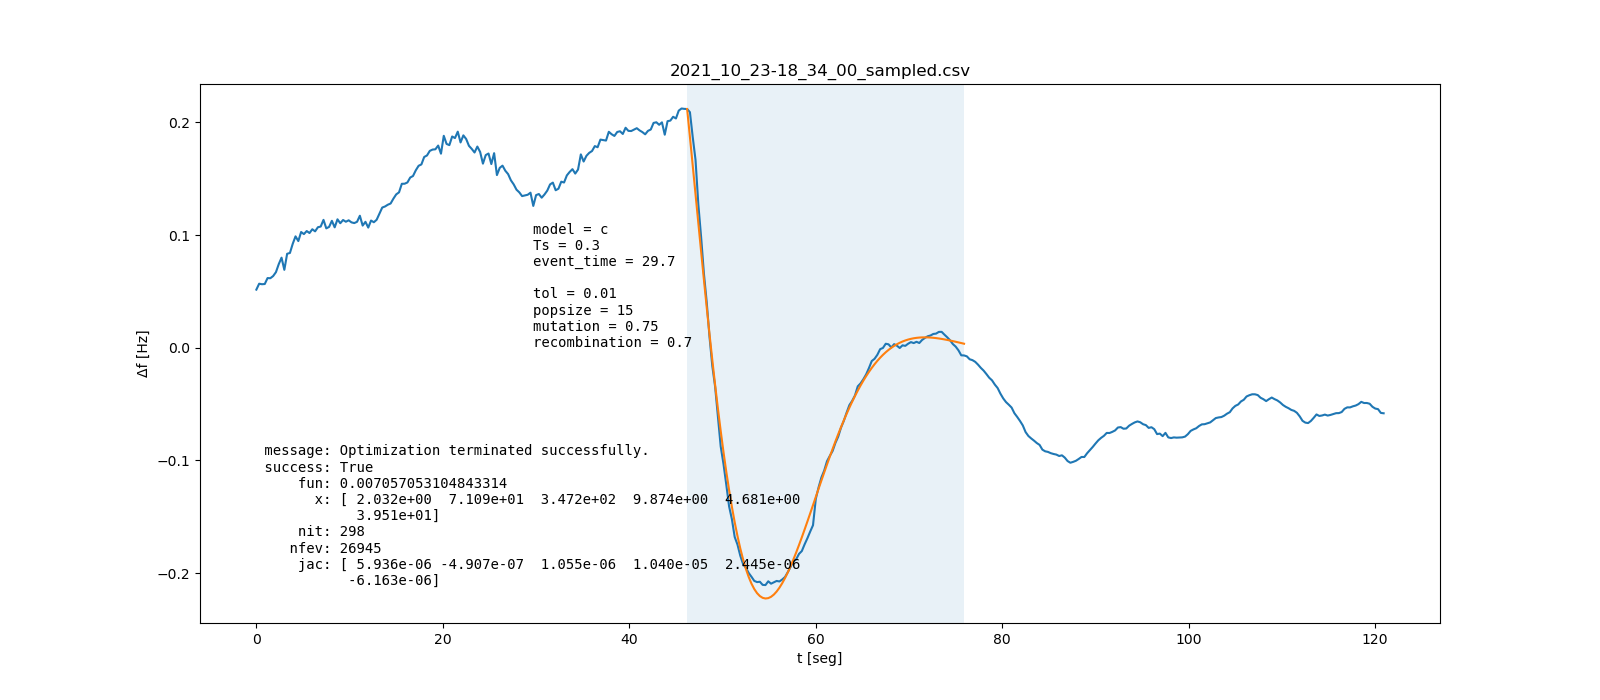 2021_10_23-18_34_00_sampled.csv
0.2
0.1
0.0
−0.1
−0.2
Δf [Hz]
model = c
Ts = 0.3
event_time = 29.7
tol = 0.01
popsize = 15
mutation = 0.75
recombination = 0.7
message: Optimization terminated successfully.
success: True
fun: 0.007057053104843314
x: [ 2.032e+00  7.109e+01  3.472e+02  9.874e+00  4.681e+00
3.951e+01]
nit: 298
nfev: 26945
jac: [ 5.936e-06 -4.907e-07  1.055e-06  1.040e-05  2.445e-06
-6.163e-06]
0 20 40 60 80 100 120
t [seg]